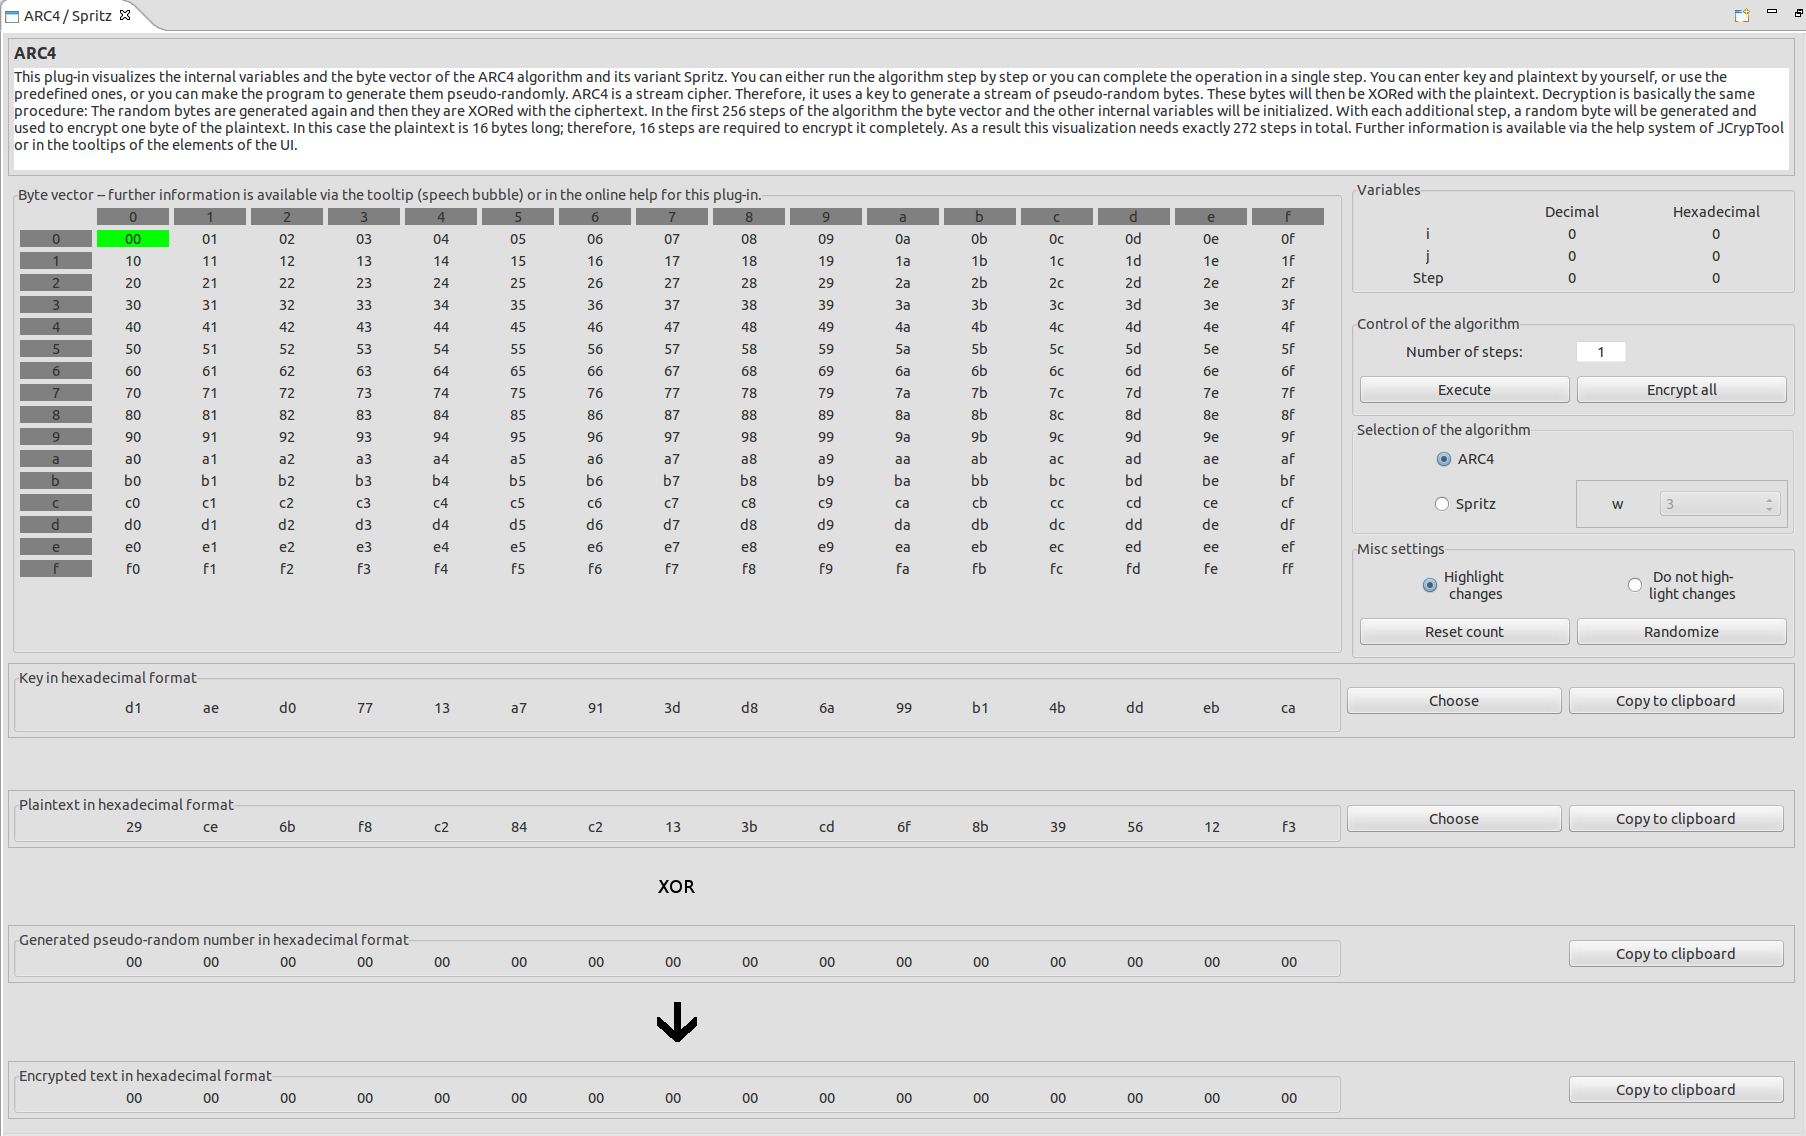 ARC4 / Spritz
ARC4
This plug-in visualizes the internal variables and the byte vector of the ARC4 algorithm and its variant Spritz. You can either run the algorithm step by step or you can complete the operation in a single step. You can enter key and plaintext by yourself, or use the
predefined ones, or you can make the program to generate them pseudo-randomly. ARC4 is a stream cipher. Therefore, it uses a key to generate a stream of pseudo-random bytes. These bytes will then be XORed with the plaintext. Decryption is basically the same
procedure: The random bytes are generated again and then they are XORed with the ciphertext. In the first 256 steps of the algorithm the byte vector and the other internal variables will be initialized. With each additional step, a random byte will be generated and
used to encrypt one byte of the plaintext. In this case the plaintext is 16 bytes long; therefore, 16 steps are required to encrypt it completely. As a result this visualization needs exactly 272 steps in total. Further information is available via the help system of JCrypTool
or in the tooltips of the elements of the UI.
Byte vector -- further information is available via the tooltip (speech bubble) or in the online help for this plug-in.
0 1 2 3 4 5 6 7 8 9 a b c d e f
0 00 01 02 03 04 05 06 07 08 09 0a 0b 0c 0d 0e 0f
1 10 11 12 13 14 15 16 17 18 19 1a 1b 1c 1d 1e 1f
2 20 21 22 23 24 25 26 27 28 29 2a 2b 2c 2d 2e 2f
3 30 31 32 33 34 35 36 37 38 39 3a 3b 3c 3d 3e 3f
4 40 41 42 43 44 45 46 47 48 49 4a 4b 4c 4d 4e 4f
5 50 51 52 53 54 55 56 57 58 59 5a 5b 5c 5d 5e 5f
6 60 61 62 63 64 65 66 67 68 69 6a 6b 6c 6d 6e 6f
7 70 71 72 73 74 75 76 77 78 79 7a 7b 7c 7d 7e 7f
8 80 81 82 83 84 85 86 87 88 89 8a 8b 8c 8d 8e 8f
9 90 91 92 93 94 95 96 97 98 99 9a 9b 9c 9d 9e 9f
a a0 a1 a2 a3 a4 a5 a6 a7 a8 a9 aa ab ac ad ae af
b b0 b1 b2 b3 b4 b5 b6 b7 b8 b9 ba bb bc bd be bf
c c0 c1 c2 c3 c4 c5 c6 c7 c8 c9 ca cb cc cd ce cf
d d0 d1 d2 d3 d4 d5 d6 d7 d8 d9 da db dc dd de df
e e0 e1 e2 e3 e4 e5 e6 e7 e8 e9 ea eb ec ed ee ef
f f0 f1 f2 f3 f4 f5 f6 f7 f8 f9 fa fb fc fd fe ff
Variables
Decimal Hexadecimal
i 0 0
j 0 0
Step 0 0
Control of the algorithm
Number of steps: 1
Execute Encrypt all
Selection of the algorithm
ARC4
Spritz w 3
Misc settings
Highlight
changes
Do not high-
light changes
Reset count Randomize
Key in hexadecimal format
d1 ae d0 77 13 a7 91 3d d8 6a 99 b1 4b dd eb ca
Choose Copy to clipboard
Plaintext in hexadecimal format
29 ce 6b f8 c2 84 c2 13 3b cd 6f 8b 39 56 12 f3
Choose Copy to clipboard
XOR
Generated pseudo-random number in hexadecimal format
00 00 00 00 00 00 00 00 00 00 00 00 00 00 00 00
Copy to clipboard
Encrypted text in hexadecimal format
00 00 00 00 00 00 00 00 00 00 00 00 00 00 00 00
Copy to clipboard